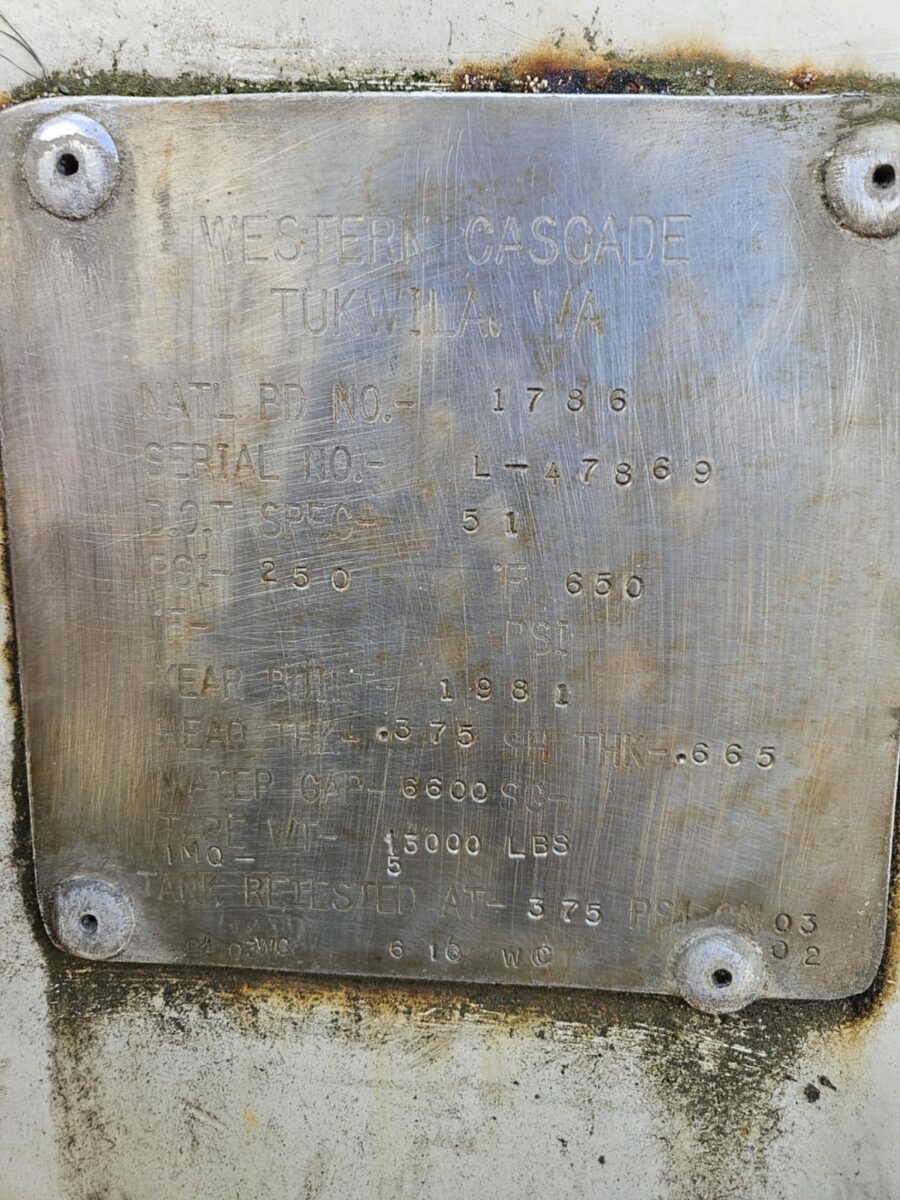 WESTERN CASCADE
TUKWILA, WA
NATL BD NO.- 1786
SERIAL NO.- L-47869
D.O.T SPEC- 51
PSI- 250 °F 650
°F- PSI
YEAR BUILT- 1981
HEAD THK- .375 SH THK- .665
WATER CAP- 6600 SC-
TARE WT- 13000 LBS
IMO - 5
TANK RETESTED AT- 375 PSI ON 03
02
6 16 WC